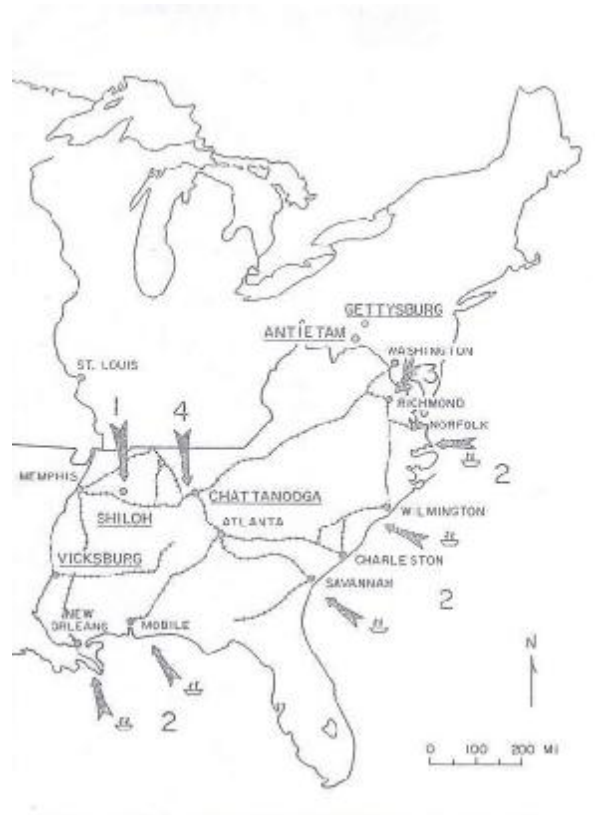 GETTYSBURG
ANTIETAM
WASHINGTON
ST. LOUIS
3
1
4
RICHMOND
NORFOLK
MEMPHIS
2
CHATTANOOGA
SHILOH
WILMINGTON
ATLANTA
VICKSBURG
CHARLESTON
SAVANNAH
2
NEW
ORLEANS
MOBILE
N
2
0 100 200 MI